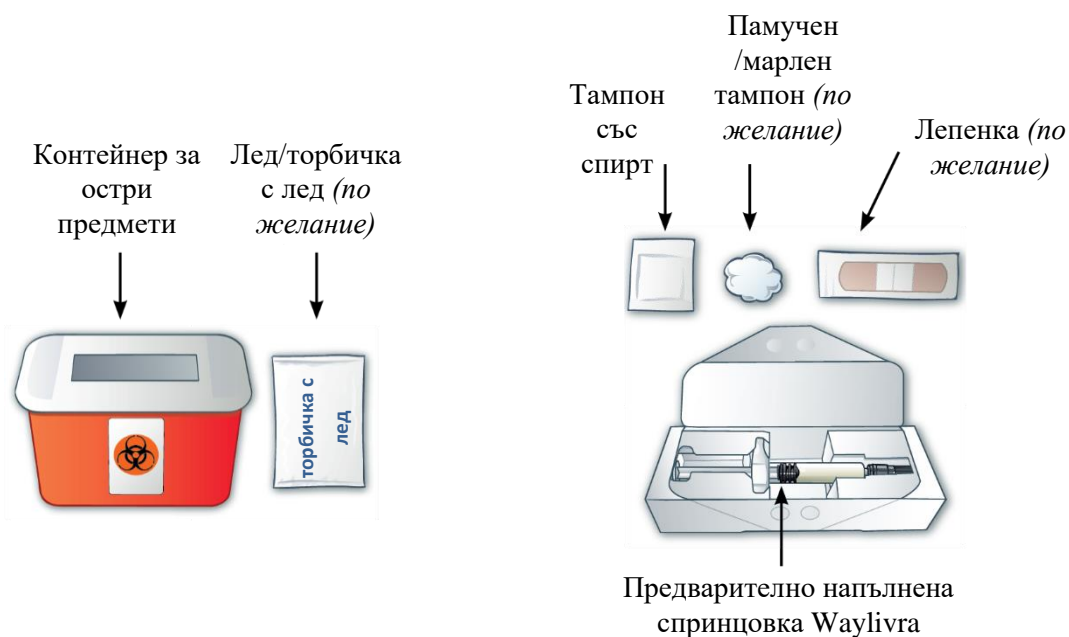 Контейнер за
остри
предмети
Лед/торбичка
с лед (по
желание)
торбичка с
лед
Тампон
със
спирт
Памучен
/марлен
тампон (по
желание)
Лепенка (по
желание)
Предварително напълнена
спринцовка Waylivra